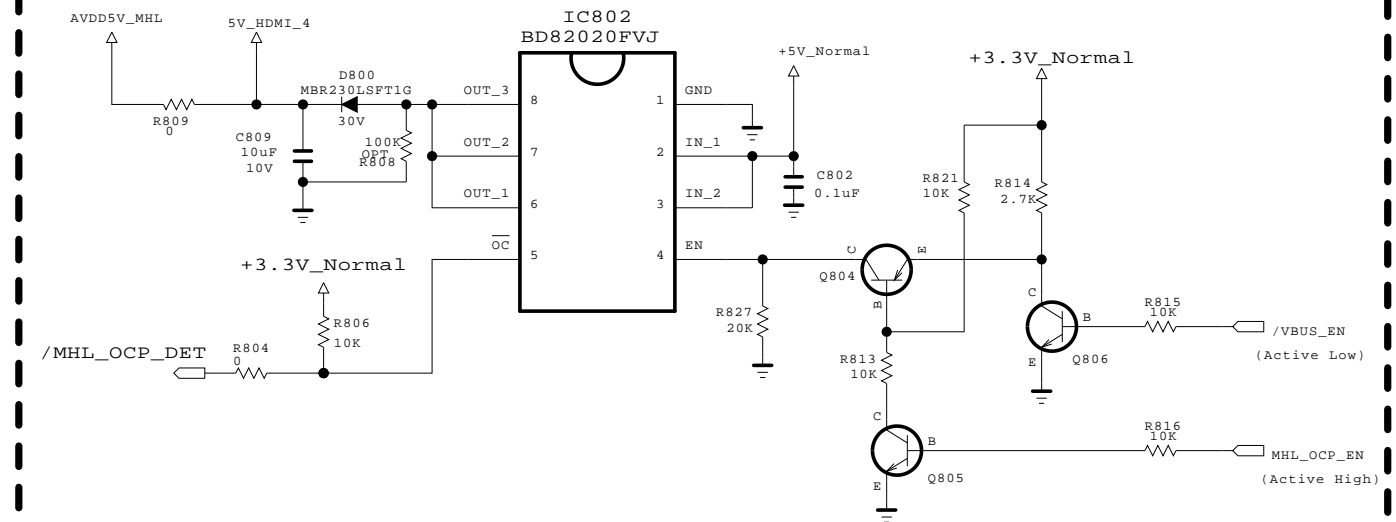 AVDD5V_MHL
5V_HDMI_4
IC802
BD82020FVJ
+5V_Normal
+3.3V_Normal
D800
MBR230LSFT1G
30V
R809
0
C809
10uF
10V
100K
OPT
R808
OUT_3
8
OUT_2
7
OUT_1
6
OC
5
1
GND
2
IN_1
3
IN_2
4
EN
C802
0.1uF
R821
10K
R814
2.7K
+3.3V_Normal
R806
10K
/MHL_OCP_DET
R804
0
R827
20K
C
E
Q804
B
R813
10K
C
B
Q806
E
R815
10K
/VBUS_EN
(Active Low)
C
B
E
Q805
R816
10K
MHL_OCP_EN
(Active High)